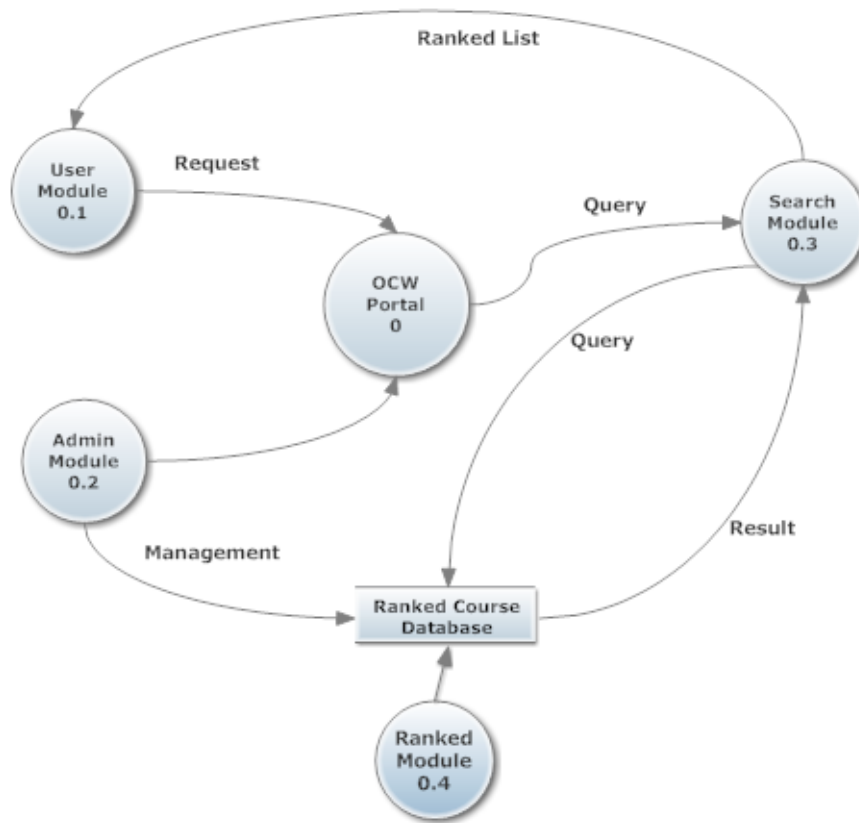 Ranked List
User
Module
0.1
Request
Query
Search
Module
0.3
OCW
Portal
0
Query
Admin
Module
0.2
Management
Result
Ranked Course
Database
Ranked
Module
0.4